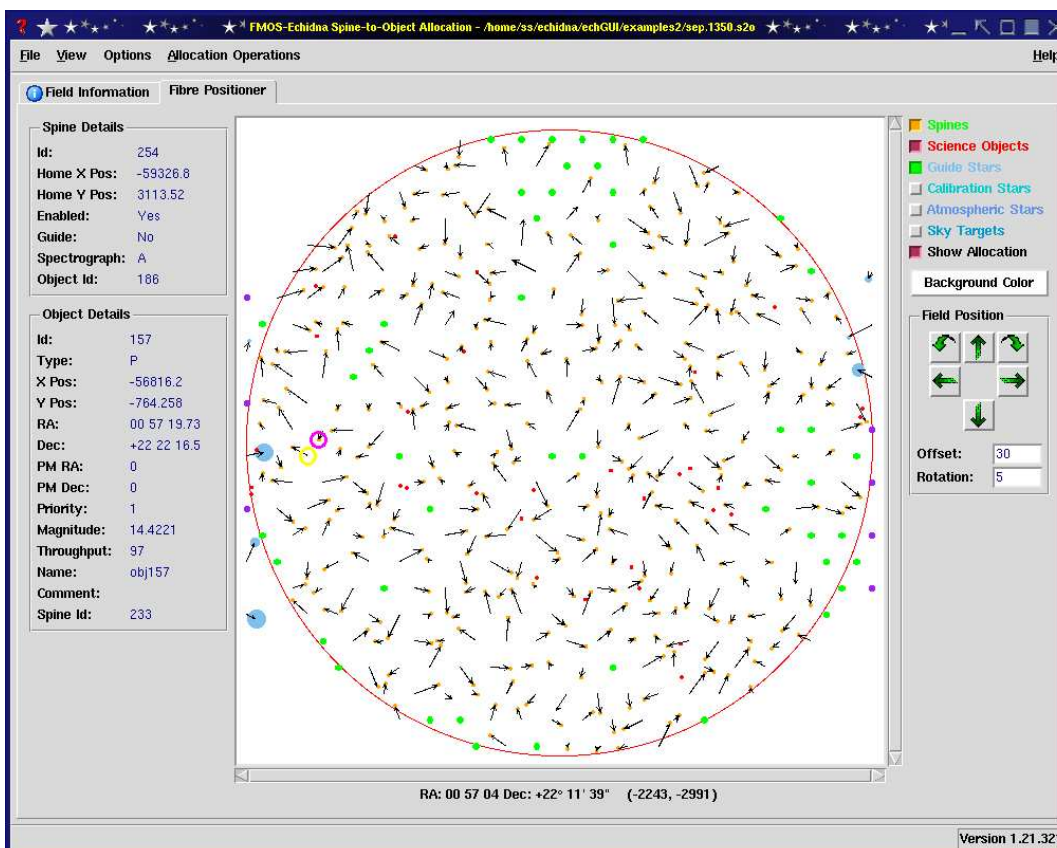 FMOS-Echidna Spine-to-Object Allocation - /home/ss/echidna/echGUI/examples2/sep.1350.s2o
File View Options Allocation Operations Help
Field Information Fibre Positioner
Spine Details
Id: 254
Home X Pos: -59326.8
Home Y Pos: 3113.52
Enabled: Yes
Guide: No
Spectrograph: A
Object Id: 186
Object Details
Id: 157
Type: P
X Pos: -56816.2
Y Pos: -764.258
RA: 00 57 19.73
Dec: +22 22 16.5
PM RA: 0
PM Dec: 0
Priority: 1
Magnitude: 14.4221
Throughput: 97
Name: obj157
Comment:
Spine Id: 233
Spines
Science Objects
Guide Stars
Calibration Stars
Atmospheric Stars
Sky Targets
Show Allocation
Background Color
Field Position
Offset: 30
Rotation: 5
RA: 00 57 04 Dec: +22° 11' 39" (-2243, -2991)
Version 1.21.32